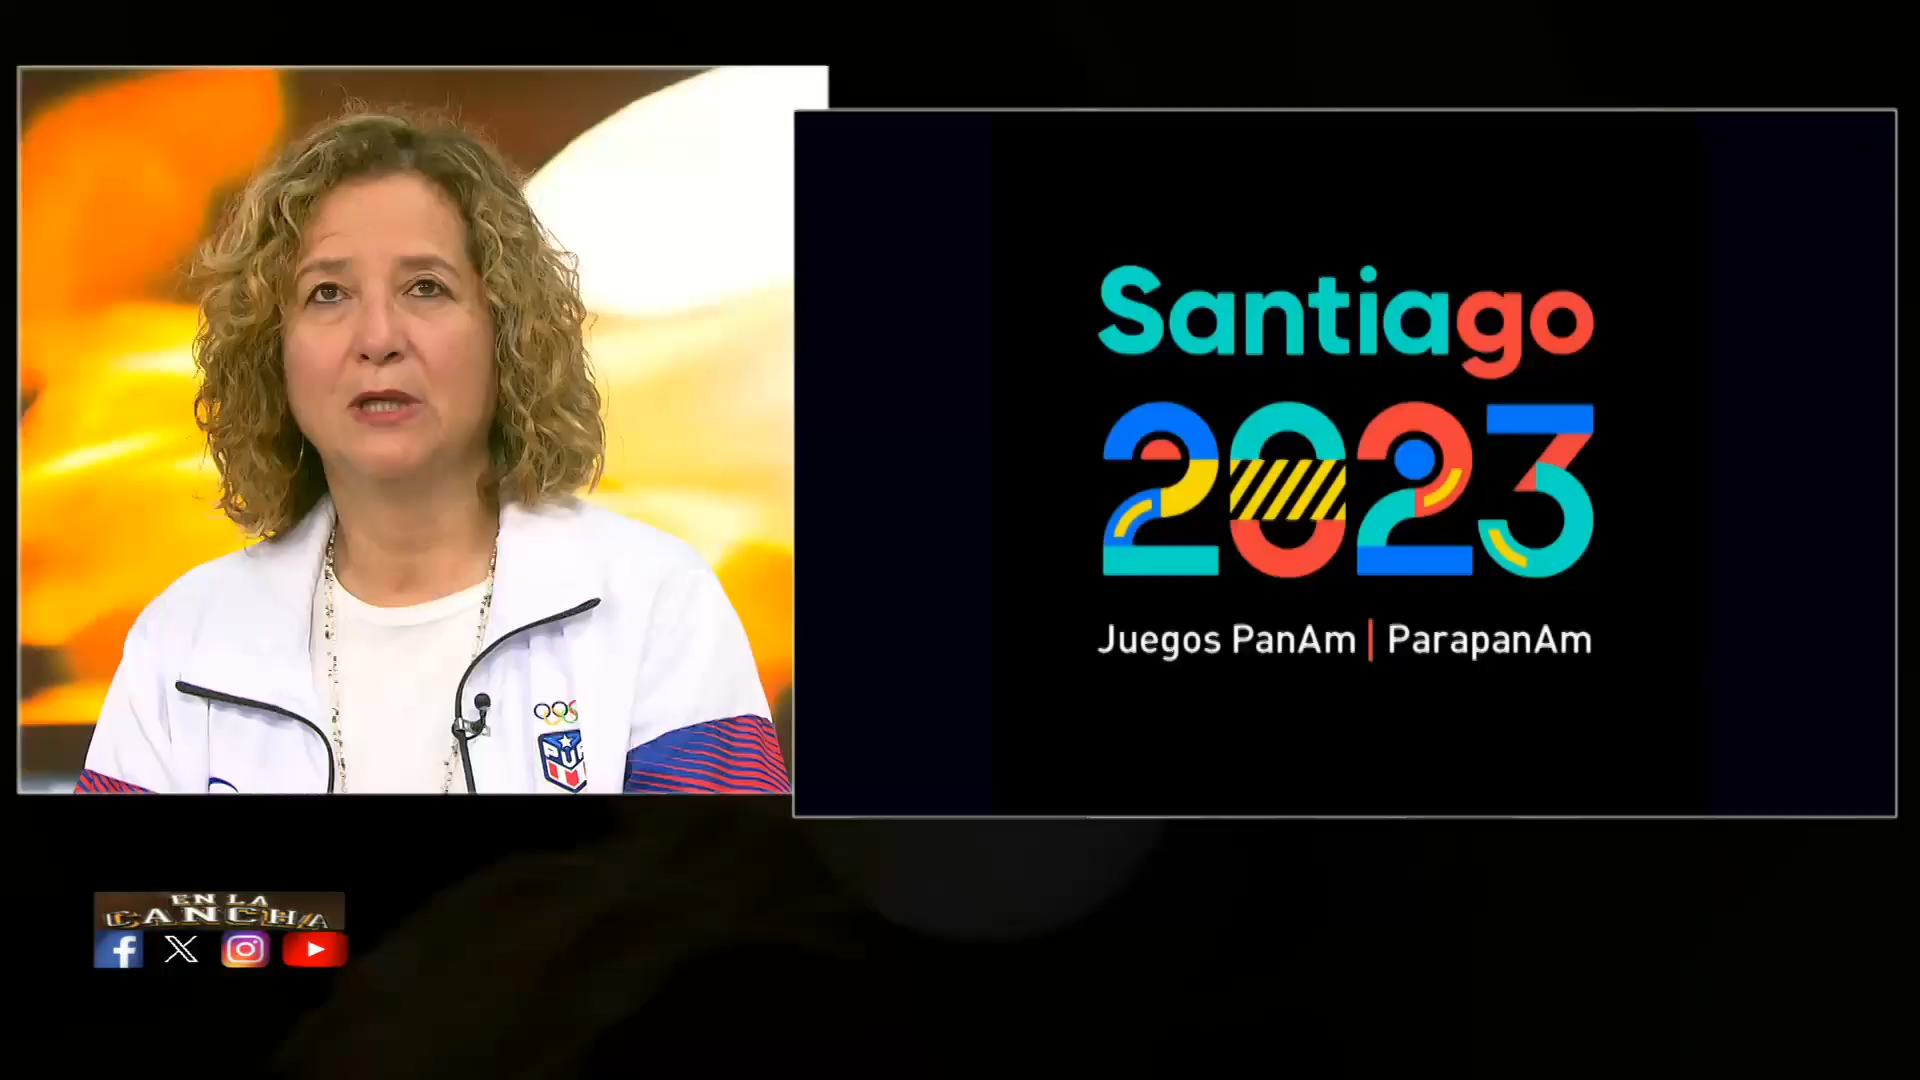 Santiago
2023
Juegos PanAm | ParapanAm
PUR
EN LA
CANCHA